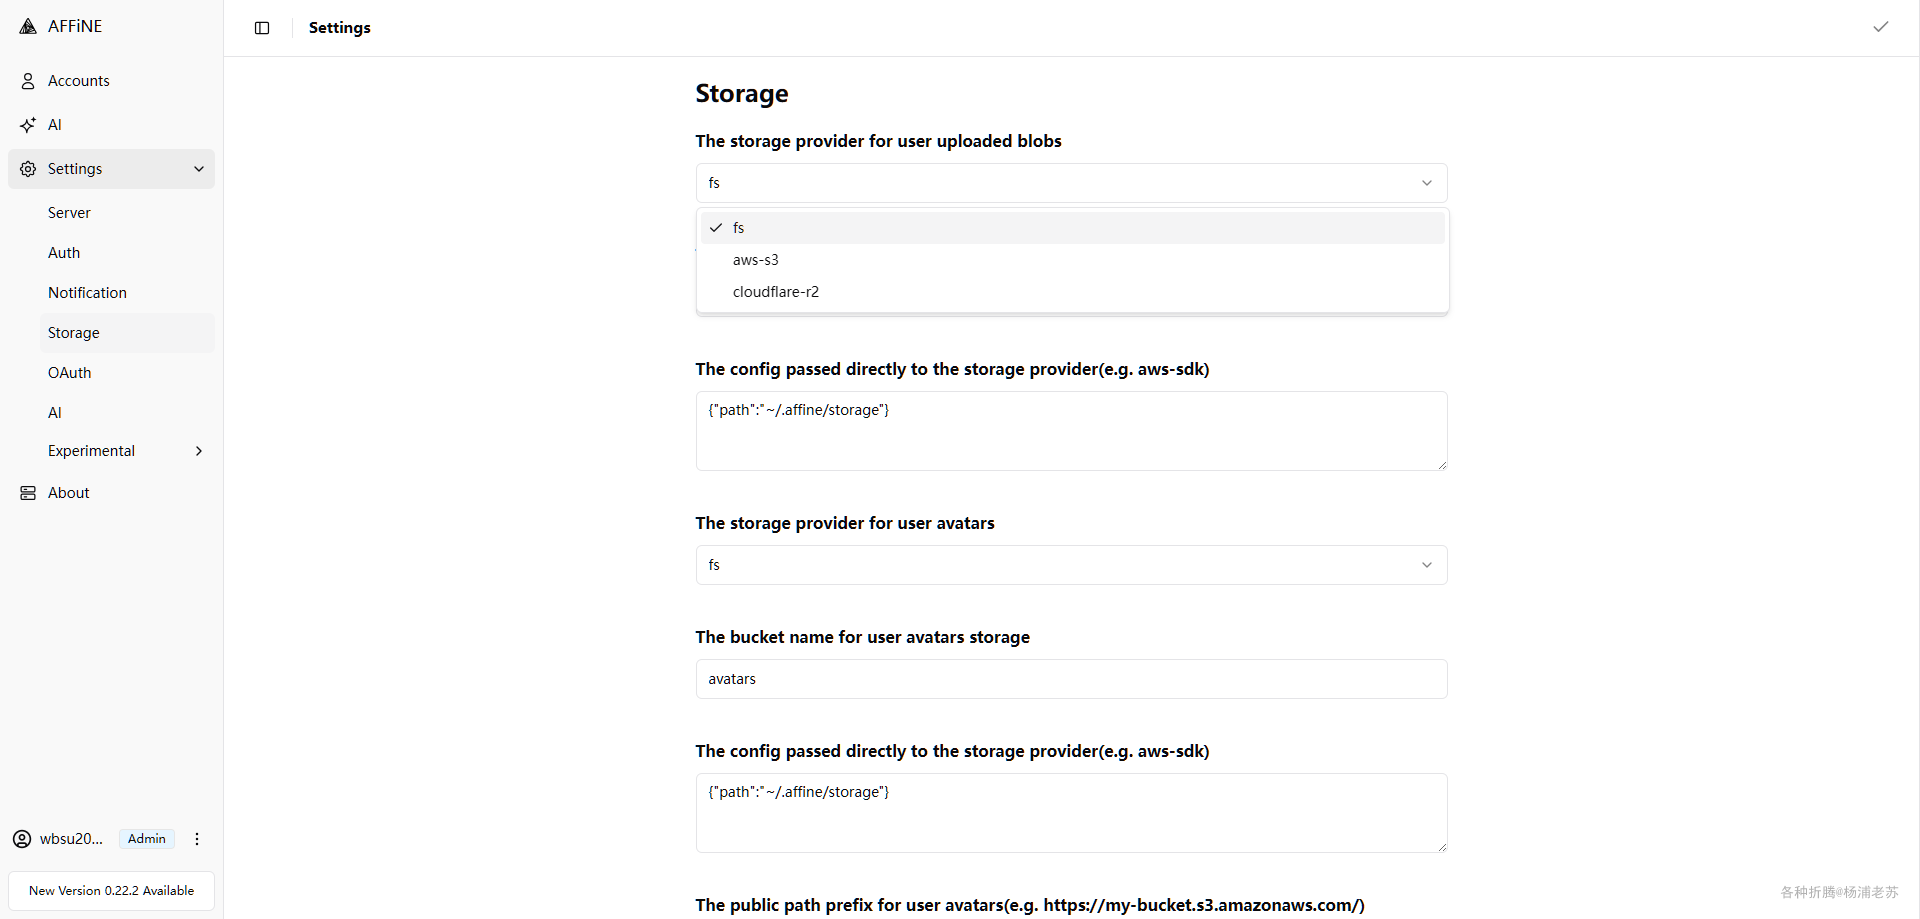 AFFiNE
Accounts
AI
Settings
Server
Auth
Notification
Storage
OAuth
AI
Experimental
About
wbsu20...
Admin
New Version 0.22.2 Available
Settings
Storage
The storage provider for user uploaded blobs
fs
fs
aws-s3
cloudflare-r2
The config passed directly to the storage provider(e.g. aws-sdk)
{"path":"~/.affine/storage"}
The storage provider for user avatars
fs
The bucket name for user avatars storage
avatars
The config passed directly to the storage provider(e.g. aws-sdk)
{"path":"~/.affine/storage"}
The public path prefix for user avatars(e.g. https://my-bucket.s3.amazonaws.com/)
各种折腾@杨浦老苏